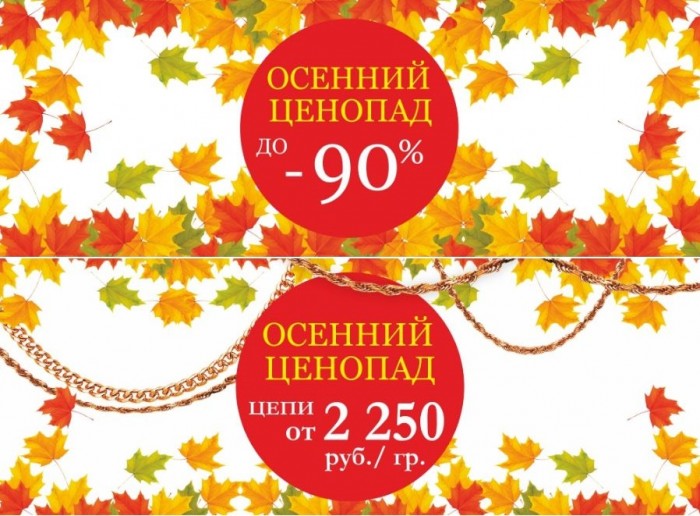 ОСЕННИЙ
ЦЕНОПАД
ДО -90%
ОСЕННИЙ
ЦЕНОПАД
ЦЕПИ
от 2 250
руб./ гр.